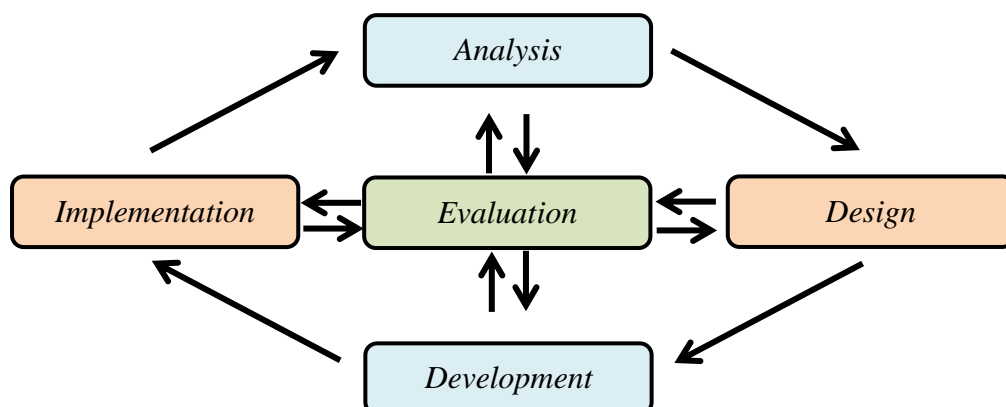 Analysis
Implementation
Evaluation
Design
Development